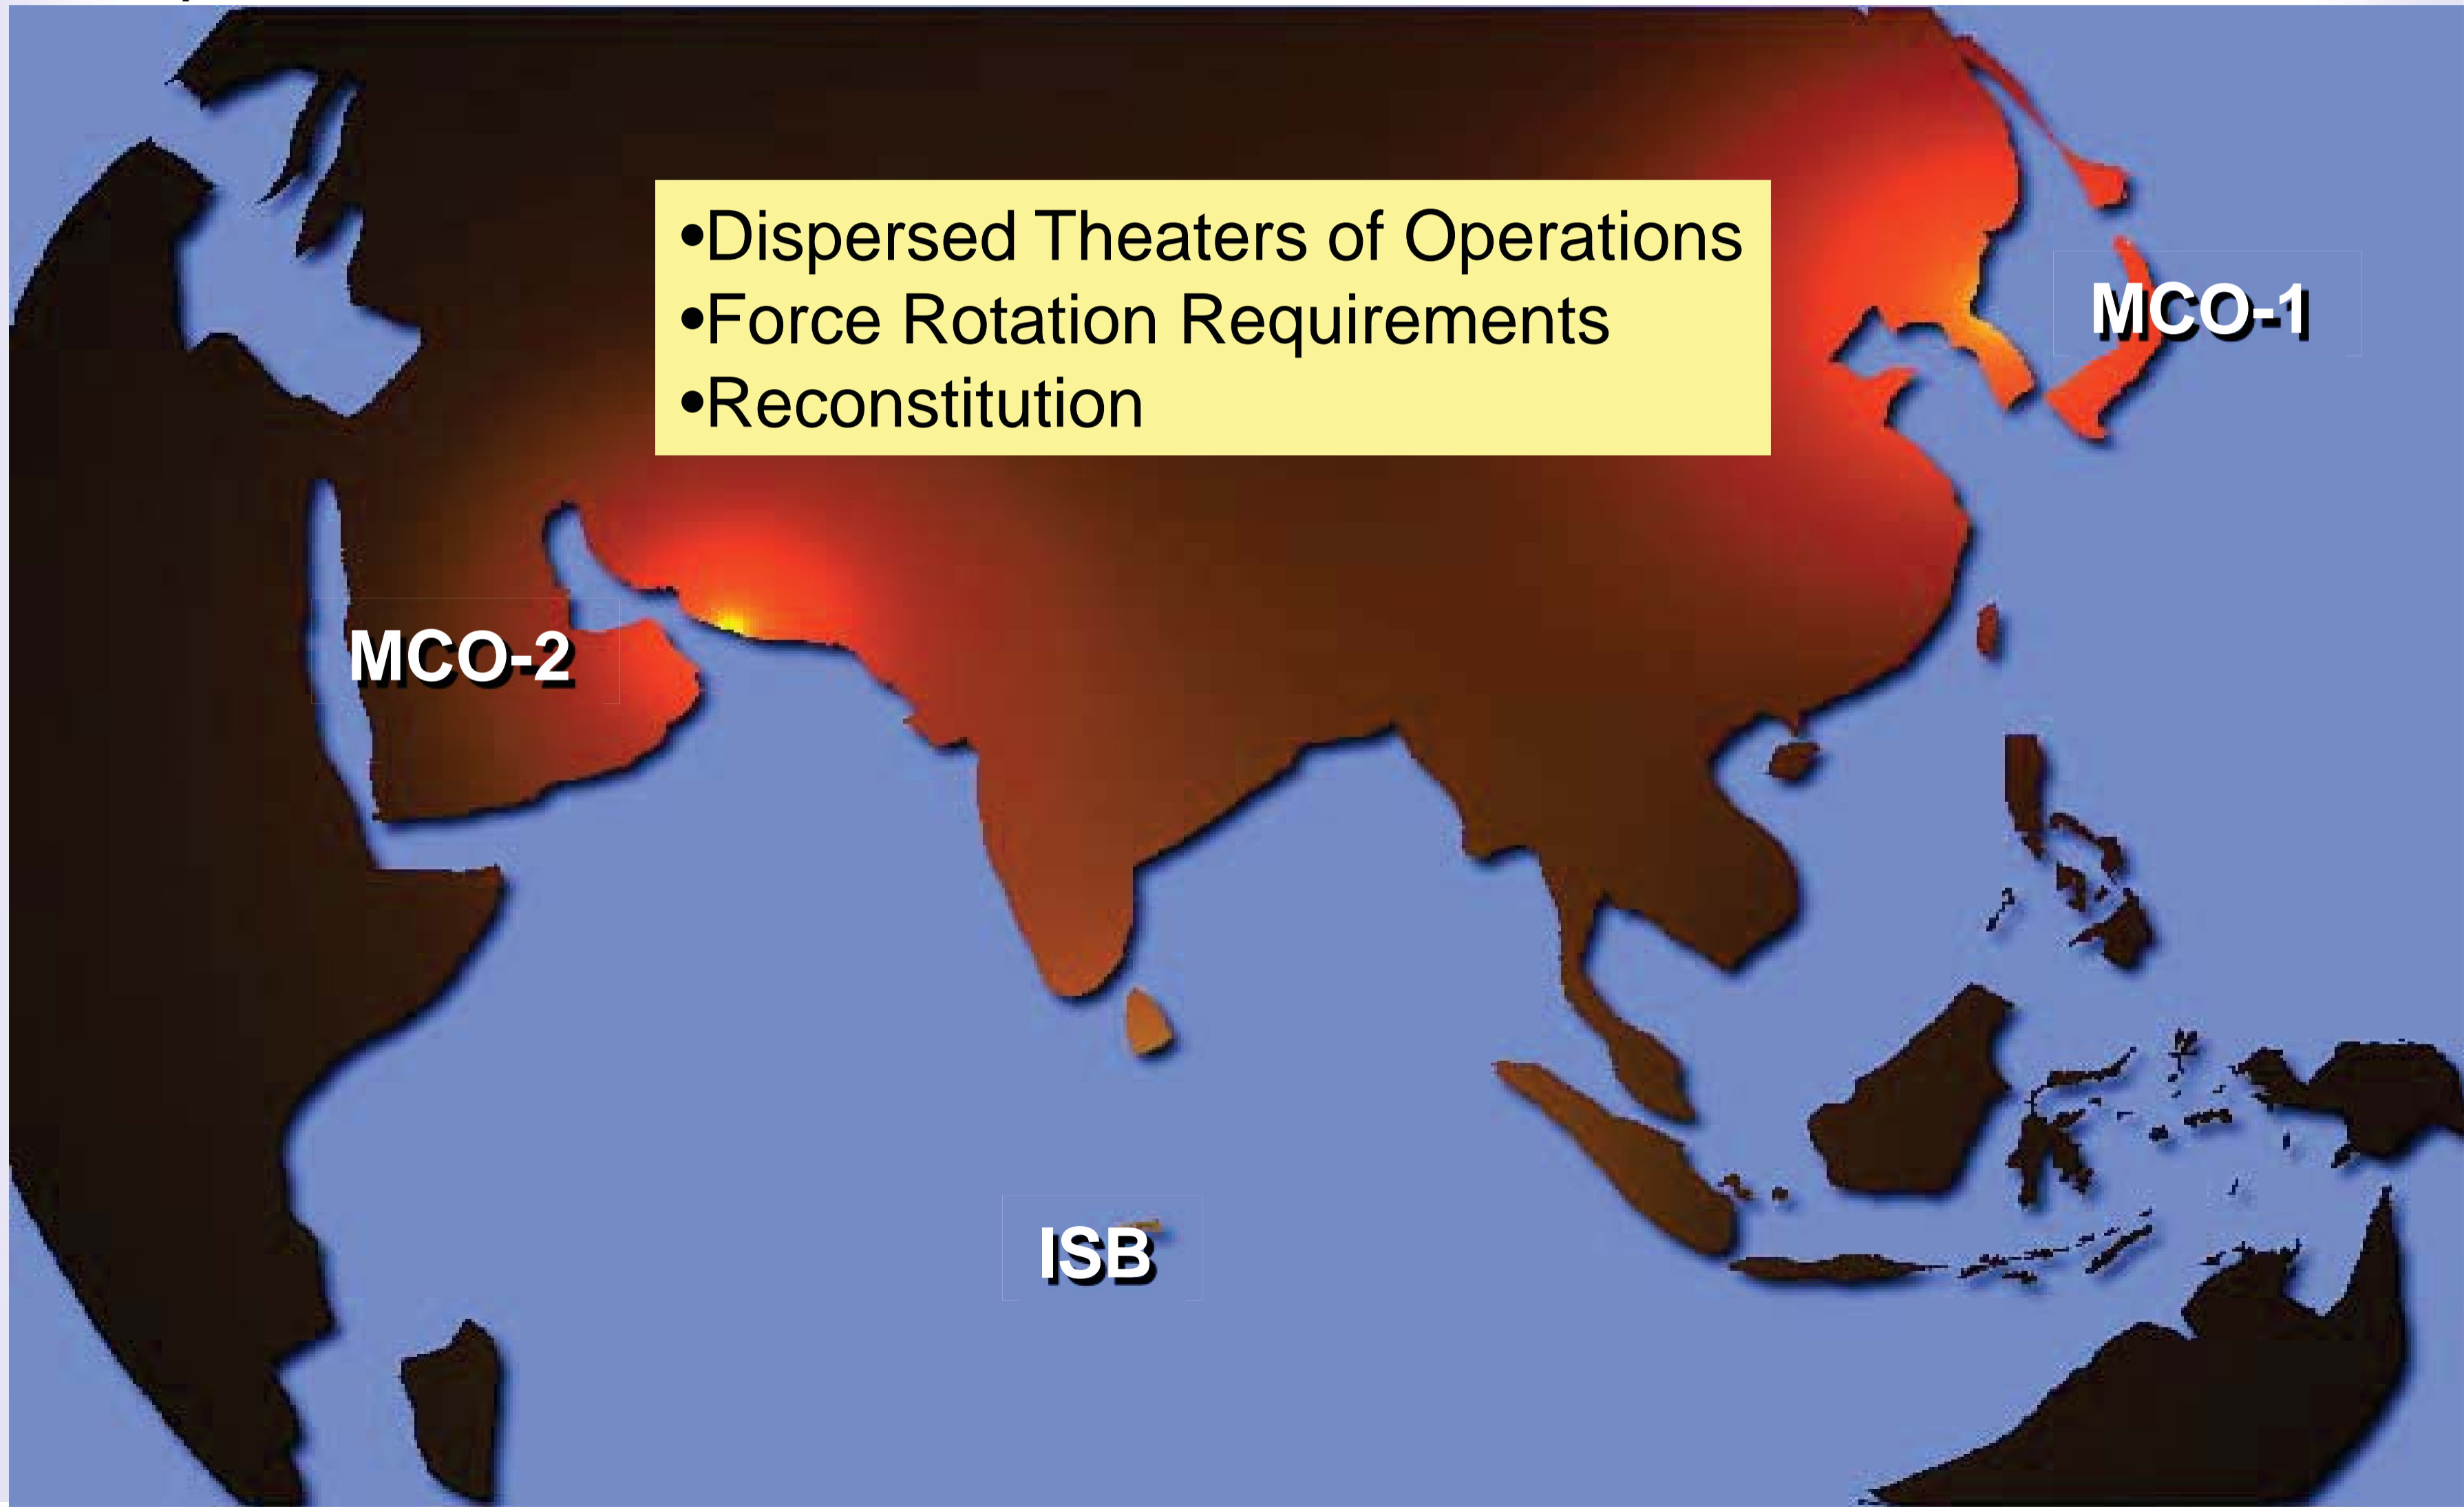 •Dispersed Theaters of Operations
•Force Rotation Requirements
•Reconstitution
MCO-1
MCO-2
ISB